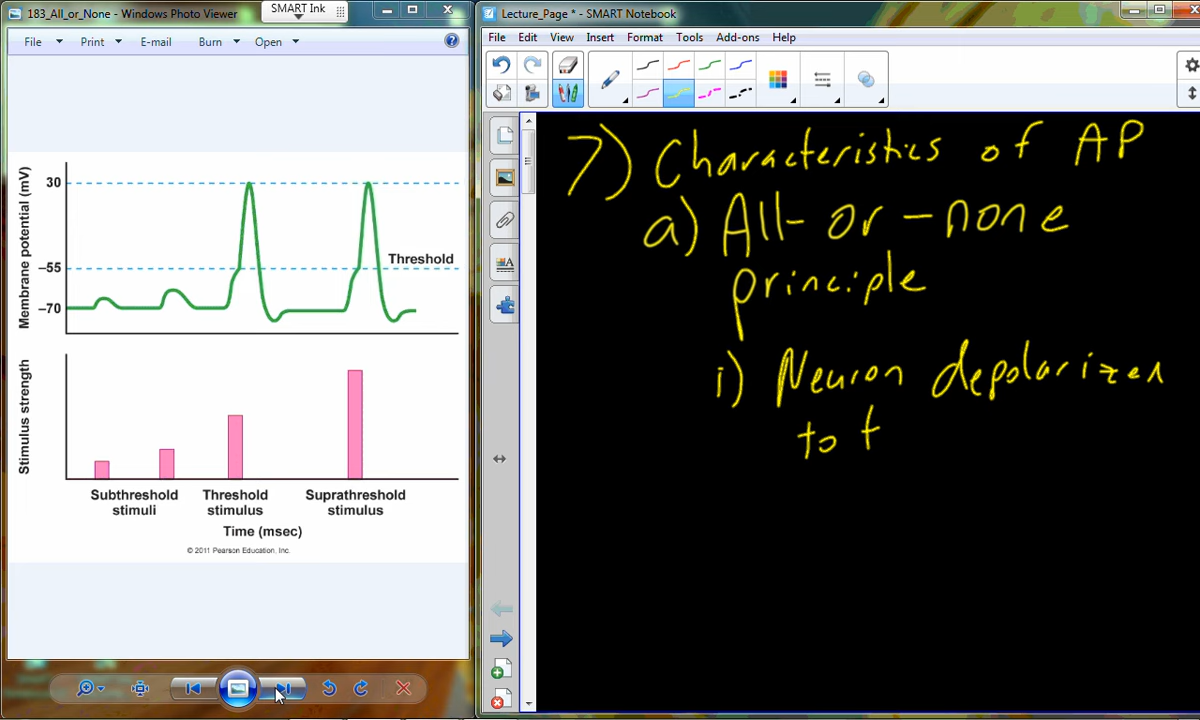 183_All_or_None - Windows Photo Viewer
SMART Ink
File Print E-mail Burn Open
30
-55
-70
Membrane potential (mV)
Threshold
Stimulus strength
Subthreshold stimuli
Threshold stimulus
Suprathreshold stimulus
Time (msec)
© 2011 Pearson Education, Inc.
Lecture_Page * - SMART Notebook
File Edit View Insert Format Tools Add-ons Help
7) Characteristics of AP
a) All-or-none
principle
i) Neuron depolarized
to t